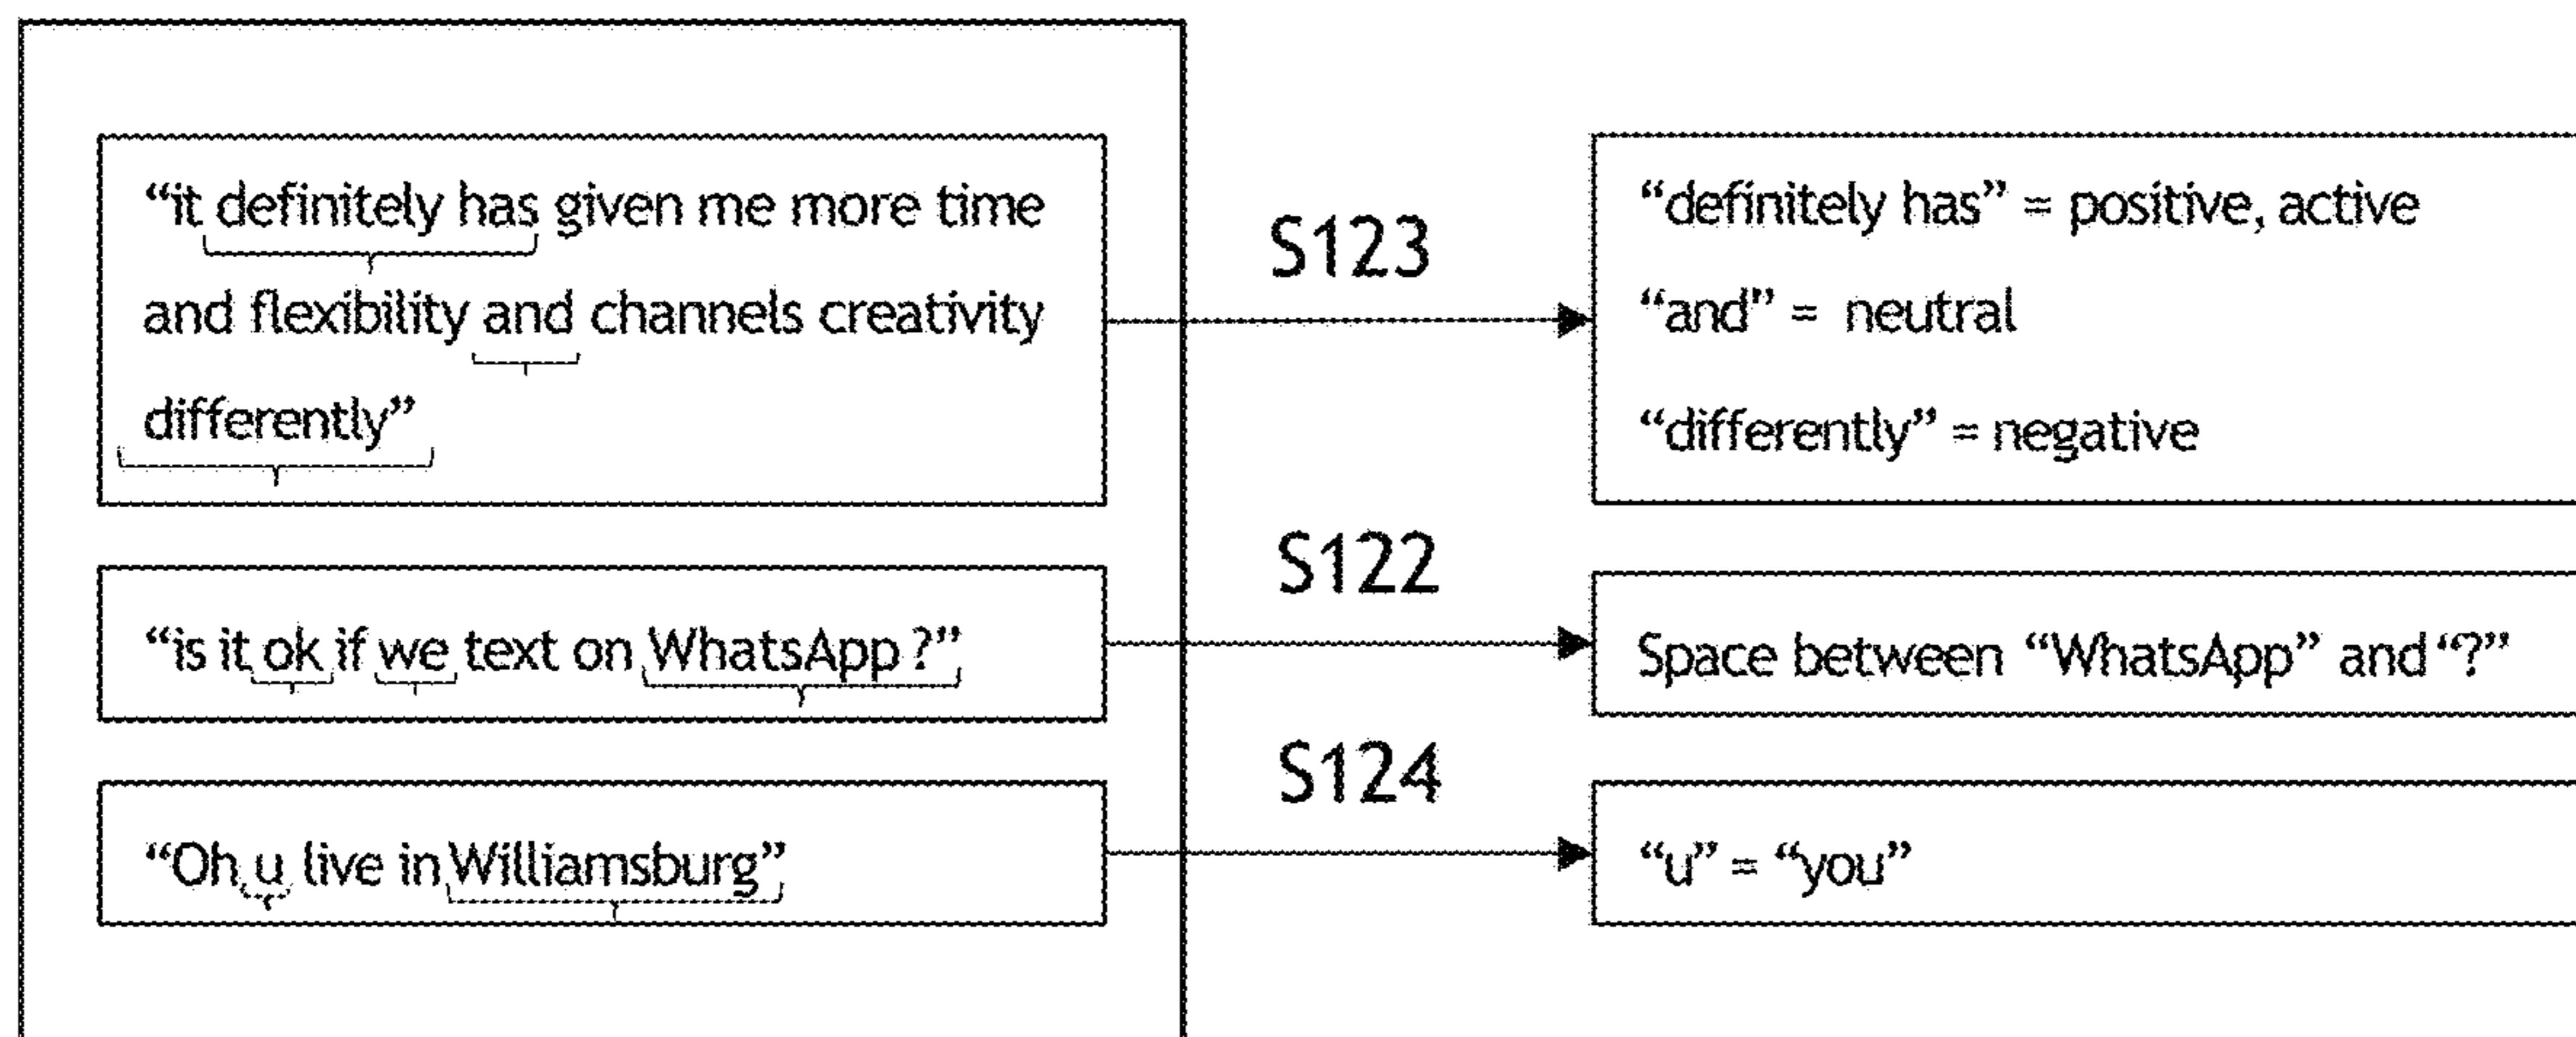 “it definitely has given me more time
and flexibility and channels creativity
differently”
S123
“definitely has” = positive, active
“and” = neutral
“differently” = negative
“is it ok if we text on WhatsApp ?”
S122
Space between “WhatsApp” and “?”
“Oh u live in Williamsburg”
S124
“u” = “you”